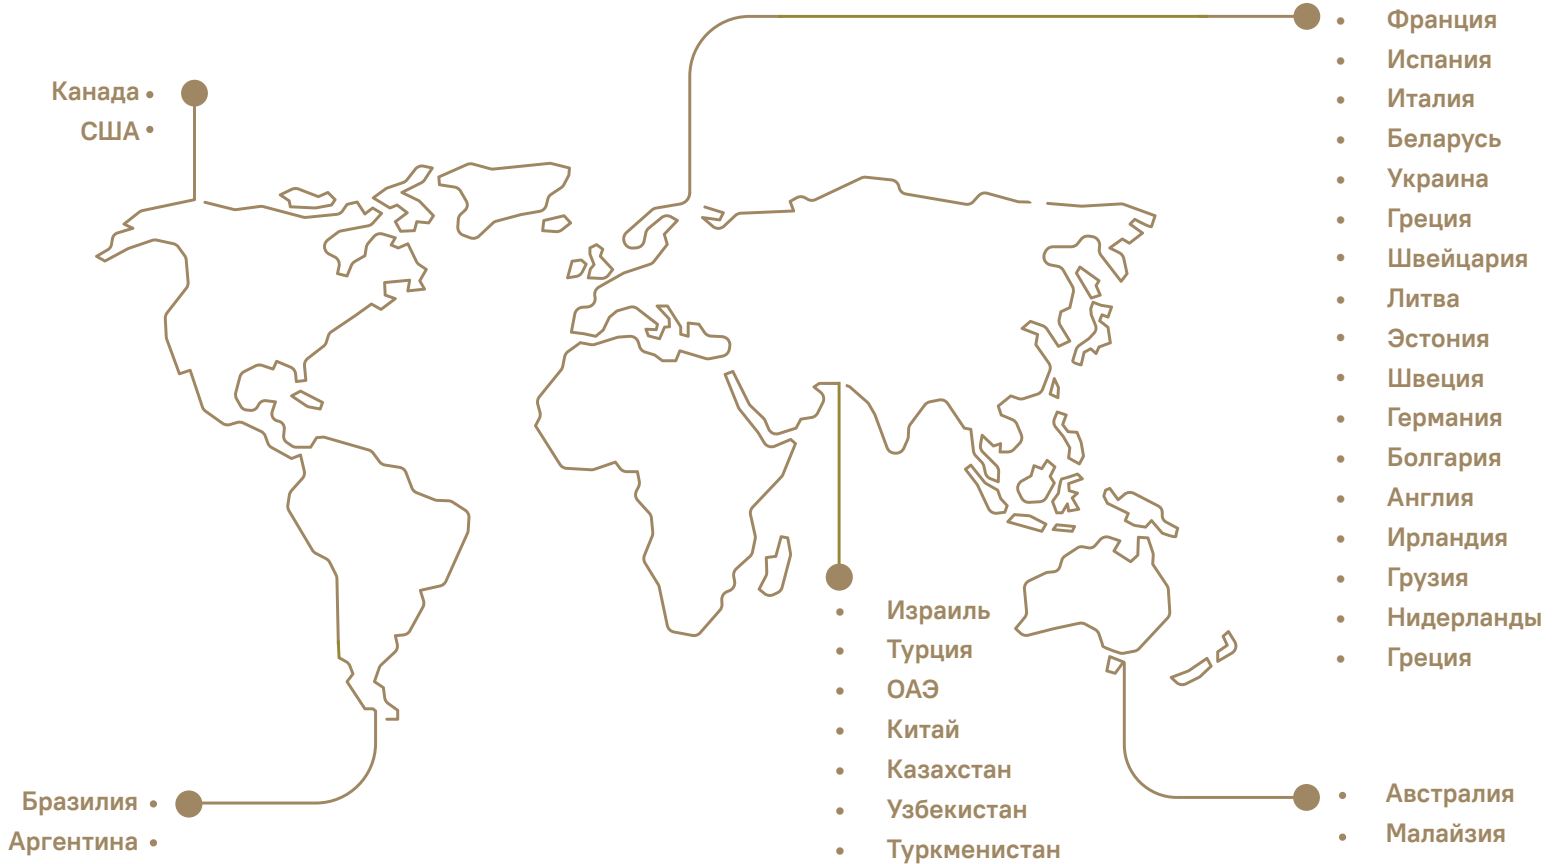 Канада
США
Франция
Испания
Италия
Беларусь
Украина
Греция
Швейцария
Литва
Эстония
Швеция
Германия
Болгария
Англия
Ирландия
Грузия
Нидерланды
Греция
Израиль
Турция
ОАЭ
Китай
Казахстан
Узбекистан
Туркменистан
Бразилия
Аргентина
Австралия
Малайзия